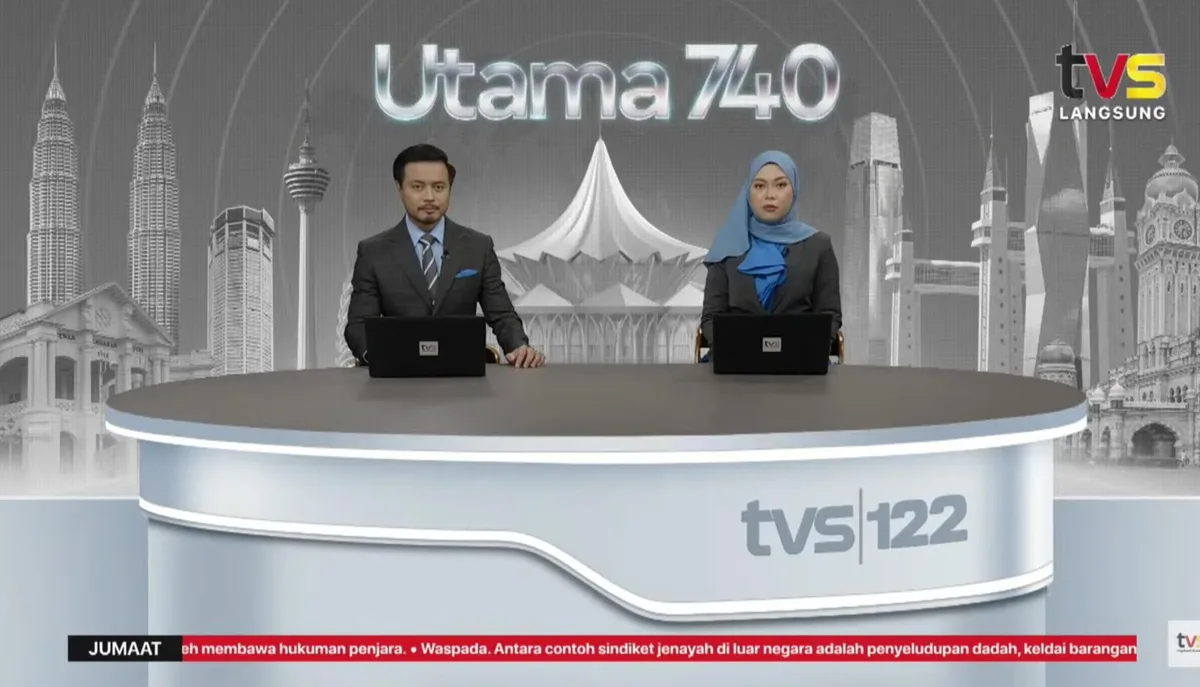 Utama 740
tvs
LANGSUNG
tvs
tvs
tvs 122
JUMAAT
eh membawa hukuman penjara. • Waspada. Antara contoh sindiket jenayah di luar negara adalah penyeludupan dadah, keldai barangan
tvs